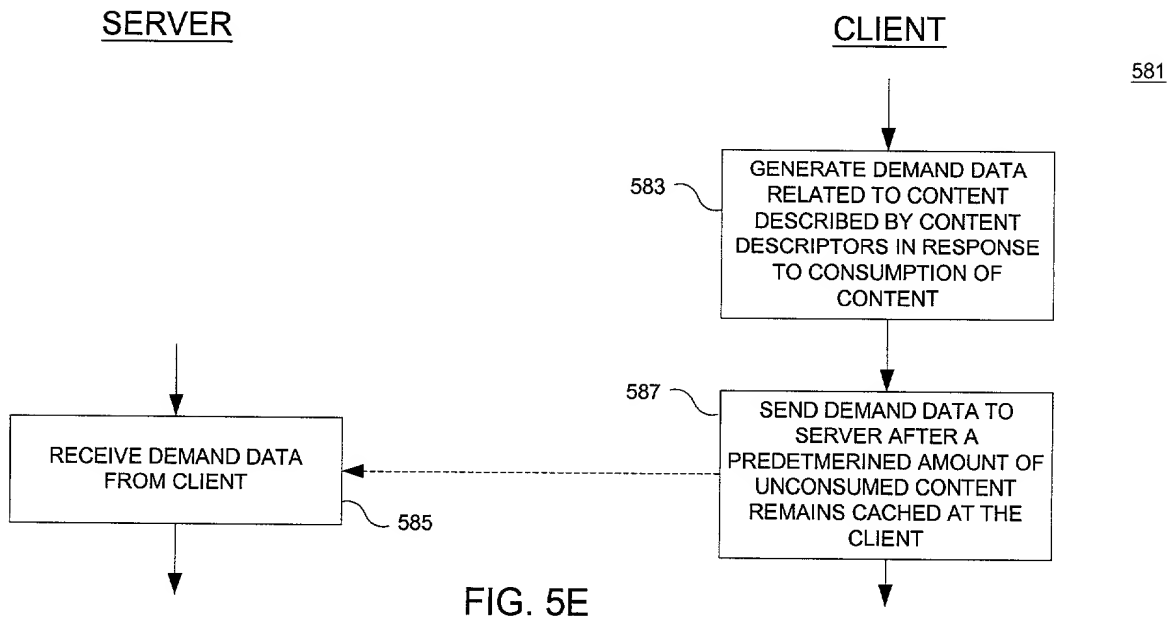 SERVER
CLIENT
581
GENERATE DEMAND DATA
RELATED TO CONTENT
DESCRIBED BY CONTENT
DESCRIPTORS IN RESPONSE
TO CONSUMPTION OF
CONTENT
583
587
SEND DEMAND DATA TO
SERVER AFTER A
PREDETMERINED AMOUNT OF
UNCONSUMED CONTENT
REMAINS CACHED AT THE
CLIENT
RECEIVE DEMAND DATA
FROM CLIENT
585
FIG. 5E